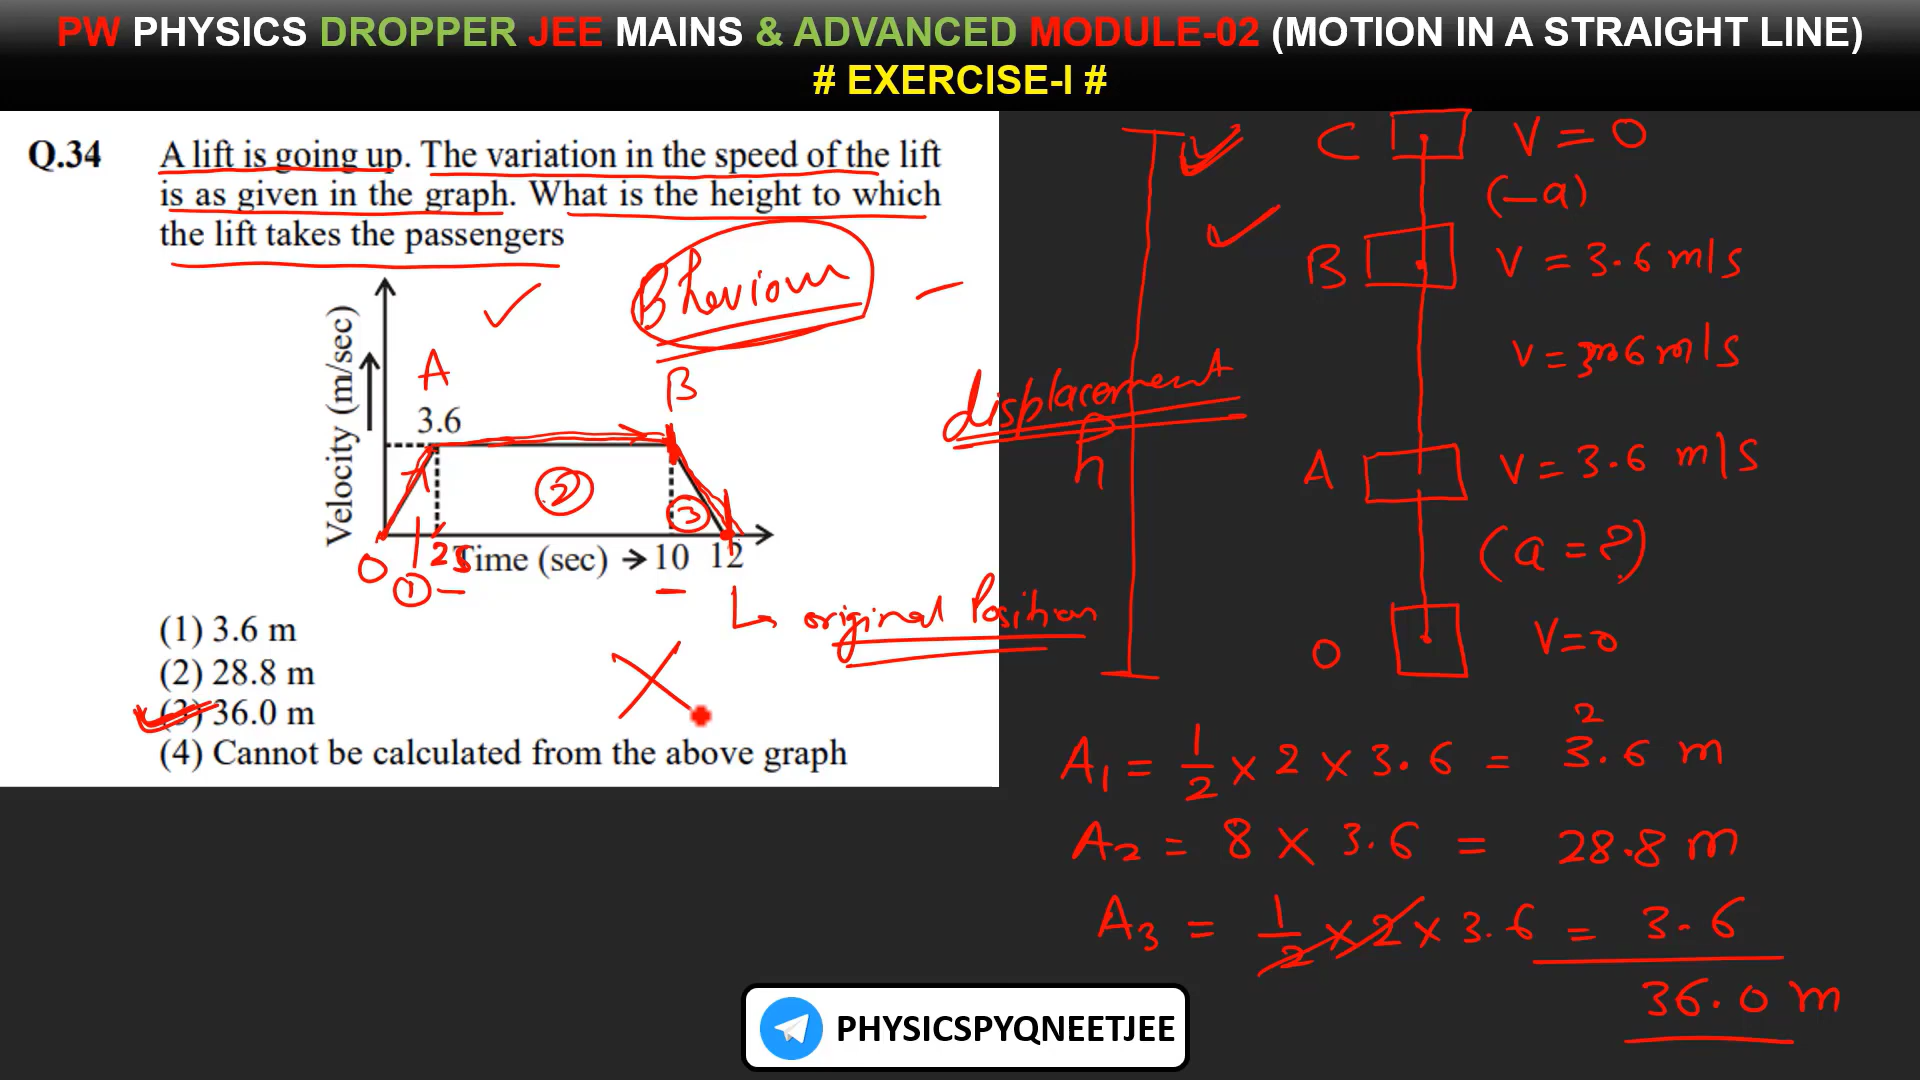 PW PHYSICS DROPPER JEE MAINS & ADVANCED MODULE-02 (MOTION IN A STRAIGHT LINE)
# EXERCISE-I #
Q.34 A lift is going up. The variation in the speed of the lift
is as given in the graph. What is the height to which
the lift takes the passengers
Bheviour
Velocity (m/sec)
A
B
3.6
2
3
O
1
2s
Time (sec)
10
12
original Position
displacement
h
(1) 3.6 m
(2) 28.8 m
(3) 36.0 m
(4) Cannot be calculated from the above graph
C V = 0
(-a)
B V = 3.6 m/s
A V = 3.6 m/s
(a = ?)
O V=0
A1 = 1/2 × 2 × 3.6 = 3.6 m
A2 = 8 × 3.6 = 28.8 m
A3 = 1/2 × 2 × 3.6 = 3.6
36.0 m
PHYSICSPYQNEETJEE